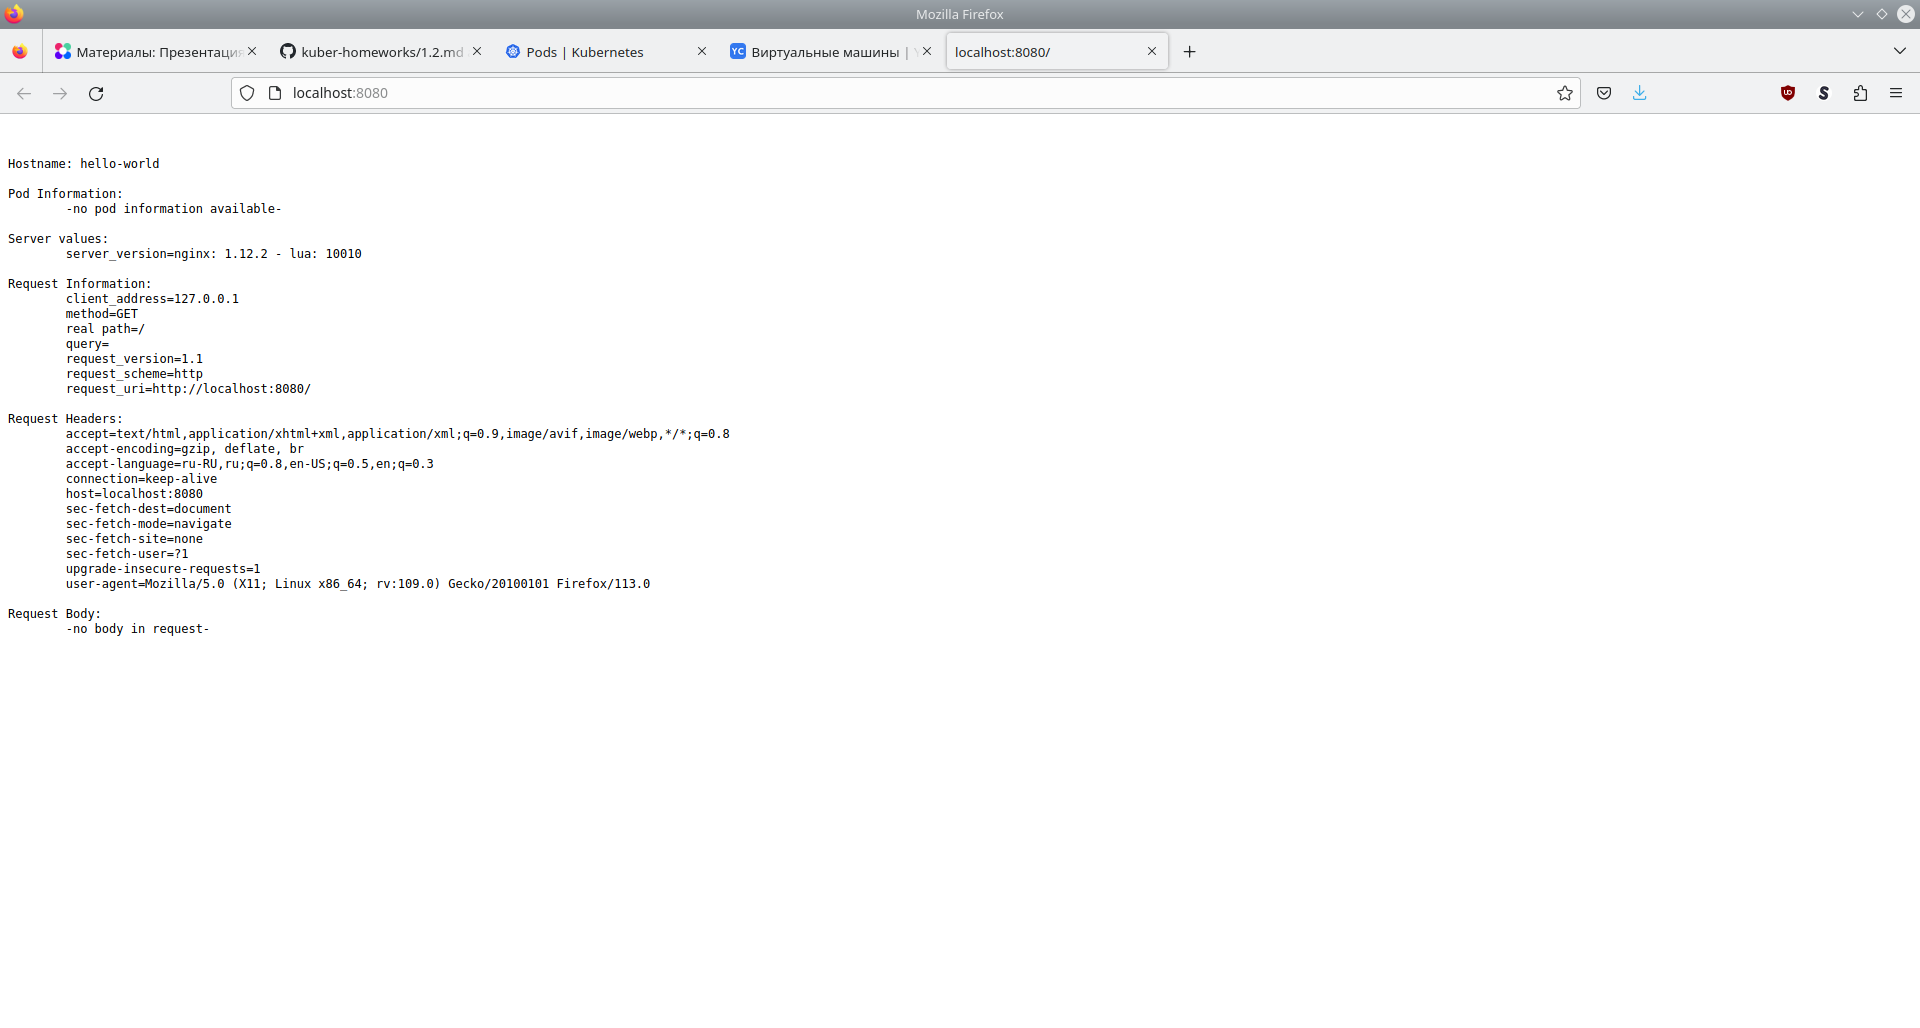 Mozilla Firefox
Материалы: Презентация
kuber-homeworks/1.2.md
Pods | Kubernetes
YC Виртуальные машины |
localhost:8080/
localhost:8080
Hostname: hello-world
Pod Information:
-no pod information available-
Server values:
server_version=nginx: 1.12.2 - lua: 10010
Request Information:
client_address=127.0.0.1
method=GET
real path=/
query=
request_version=1.1
request_scheme=http
request_uri=http://localhost:8080/
Request Headers:
accept=text/html,application/xhtml+xml,application/xml;q=0.9,image/avif,image/webp,*/*;q=0.8
accept-encoding=gzip, deflate, br
accept-language=ru-RU,ru;q=0.8,en-US;q=0.5,en;q=0.3
connection=keep-alive
host=localhost:8080
sec-fetch-dest=document
sec-fetch-mode=navigate
sec-fetch-site=none
sec-fetch-user=?1
upgrade-insecure-requests=1
user-agent=Mozilla/5.0 (X11; Linux x86_64; rv:109.0) Gecko/20100101 Firefox/113.0
Request Body:
-no body in request-